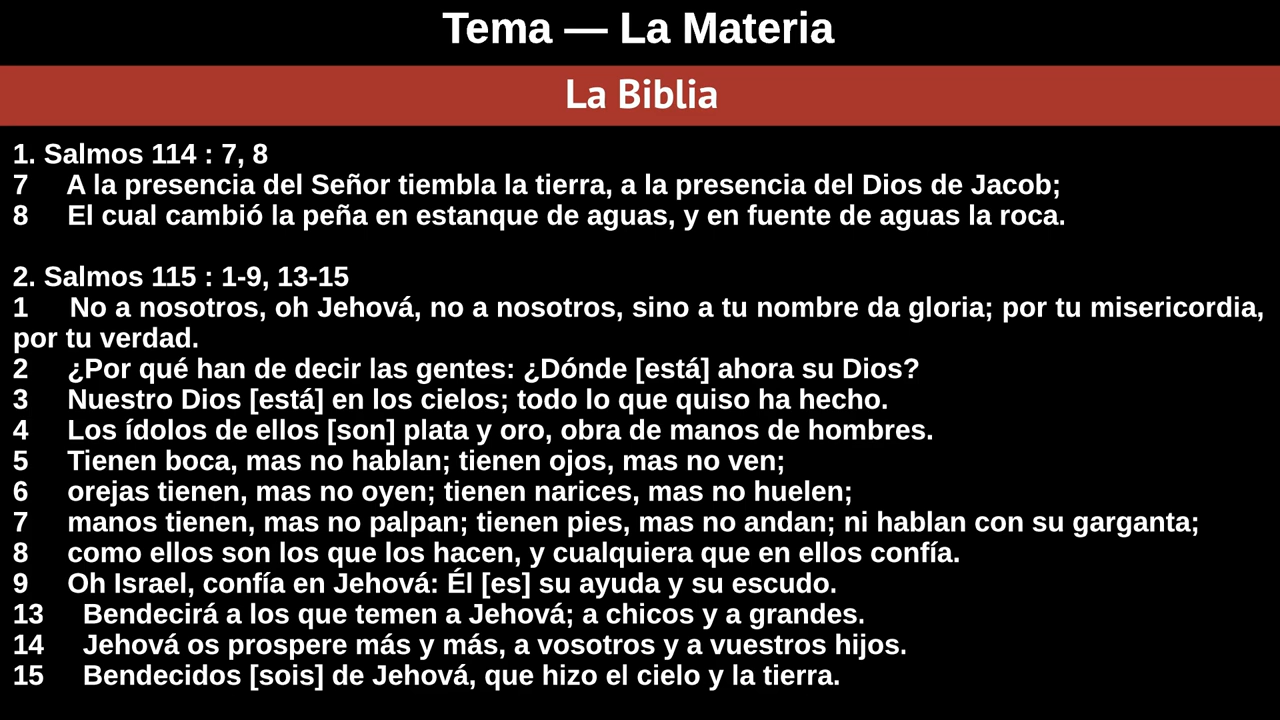 Tema — La Materia
La Biblia
1. Salmos 114 : 7, 8
7 A la presencia del Señor tiembla la tierra, a la presencia del Dios de Jacob;
8 El cual cambió la peña en estanque de aguas, y en fuente de aguas la roca.
2. Salmos 115 : 1-9, 13-15
1 No a nosotros, oh Jehová, no a nosotros, sino a tu nombre da gloria; por tu misericordia,
por tu verdad.
2 ¿Por qué han de decir las gentes: ¿Dónde [está] ahora su Dios?
3 Nuestro Dios [está] en los cielos; todo lo que quiso ha hecho.
4 Los ídolos de ellos [son] plata y oro, obra de manos de hombres.
5 Tienen boca, mas no hablan; tienen ojos, mas no ven;
6 orejas tienen, mas no oyen; tienen narices, mas no huelen;
7 manos tienen, mas no palpan; tienen pies, mas no andan; ni hablan con su garganta;
8 como ellos son los que los hacen, y cualquiera que en ellos confía.
9 Oh Israel, confía en Jehová: Él [es] su ayuda y su escudo.
13 Bendecirá a los que temen a Jehová; a chicos y a grandes.
14 Jehová os prospere más y más, a vosotros y a vuestros hijos.
15 Bendecidos [sois] de Jehová, que hizo el cielo y la tierra.